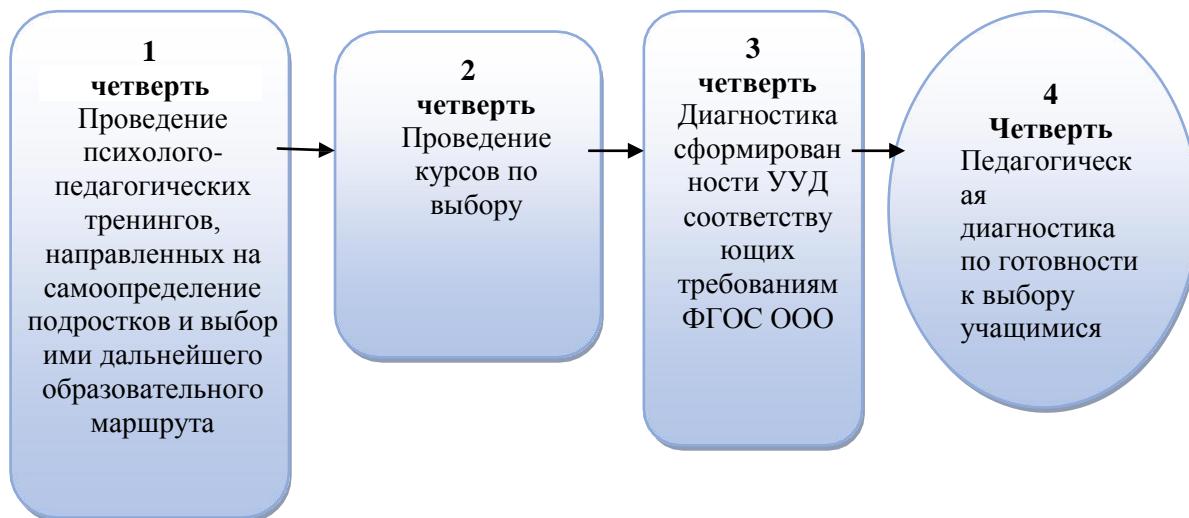 1
четверть
Проведение
психолого-
педагогических
тренингов,
направленных на
самоопределение
подростков и выбор
ими дальнейшего
образовательного
маршрута
2
четверть
Проведение
курсов по
выбору
3
четверть
Диагностика
сформирован
ности УУД
соответству
ющих
требованиям
ФГОС ООО
4
Четверть
Педагогическ
ая
диагностика
по готовности
к выбору
учащимися